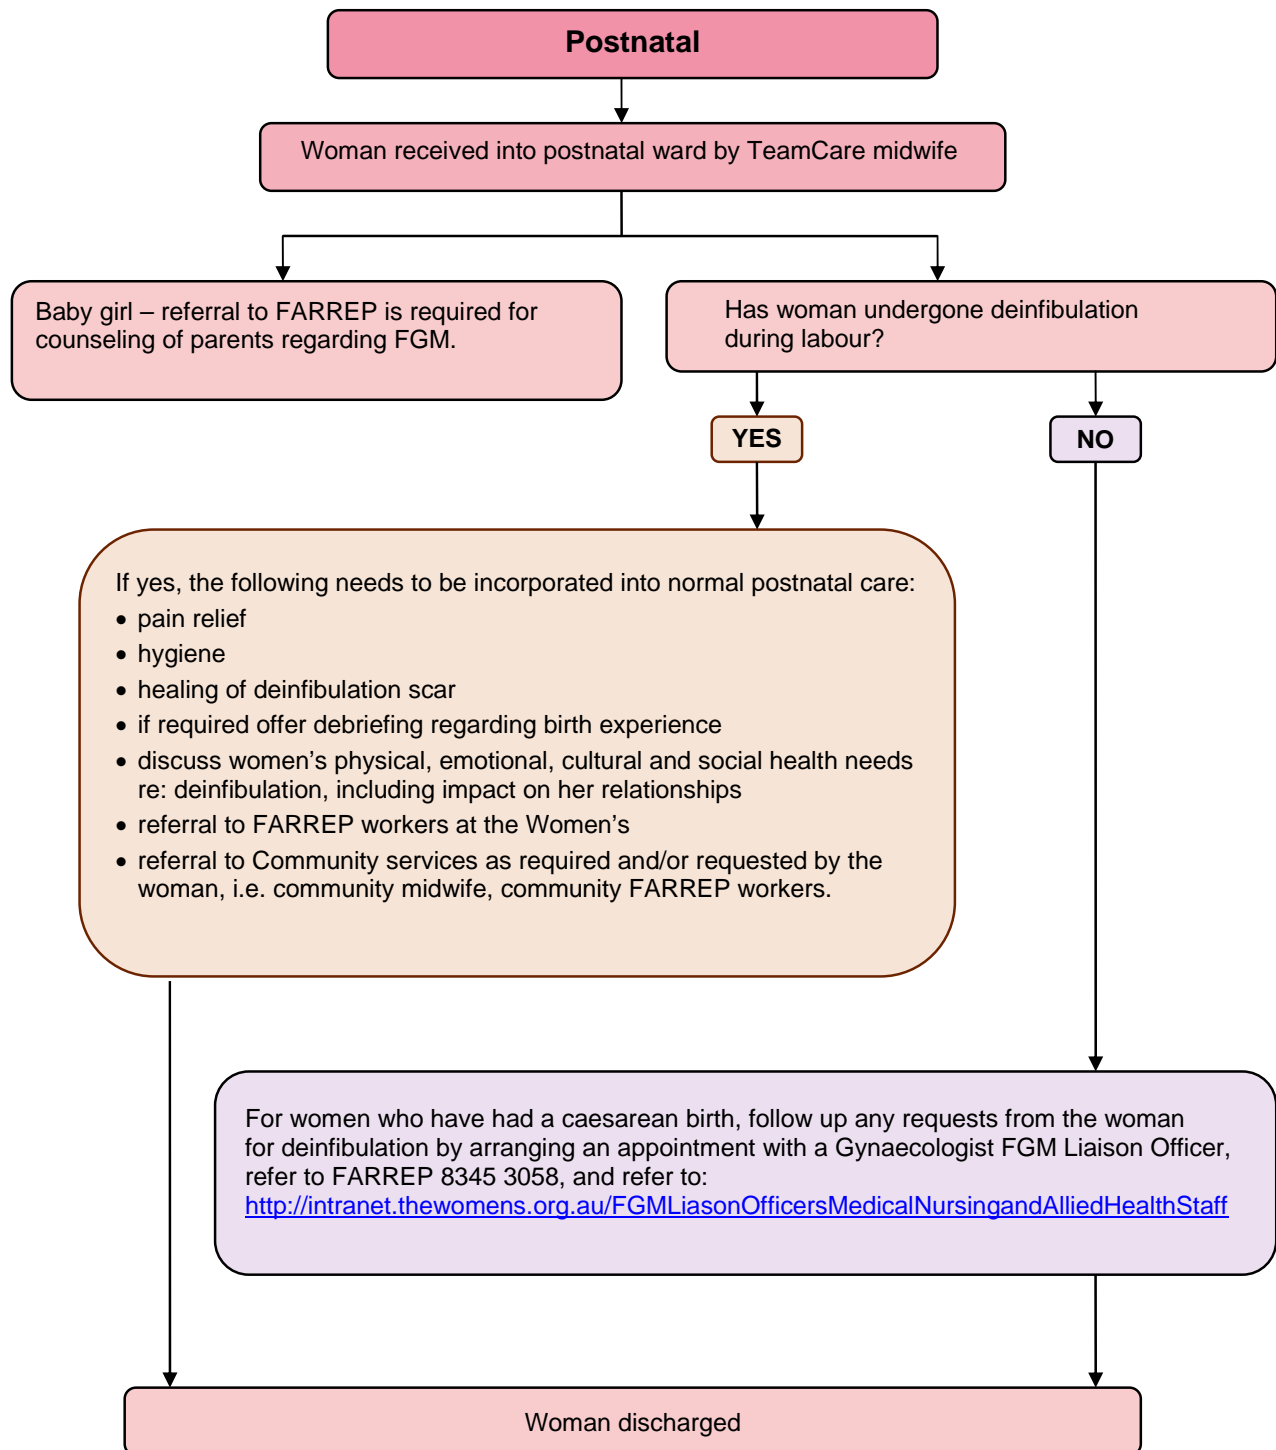 Postnatal
Woman received into postnatal ward by TeamCare midwife
Baby girl – referral to FARREP is required for
counseling of parents regarding FGM.
Has woman undergone deinfibulation
during labour?
YES
NO
If yes, the following needs to be incorporated into normal postnatal care:
• pain relief
• hygiene
• healing of deinfibulation scar
• if required offer debriefing regarding birth experience
• discuss women’s physical, emotional, cultural and social health needs
re: deinfibulation, including impact on her relationships
• referral to FARREP workers at the Women’s
• referral to Community services as required and/or requested by the
woman, i.e. community midwife, community FARREP workers.
For women who have had a caesarean birth, follow up any requests from the woman
for deinfibulation by arranging an appointment with a Gynaecologist FGM Liaison Officer,
refer to FARREP 8345 3058, and refer to:
http://intranet.thewomens.org.au/FGMLiasonOfficersMedicalNursingandAlliedHealthStaff
Woman discharged